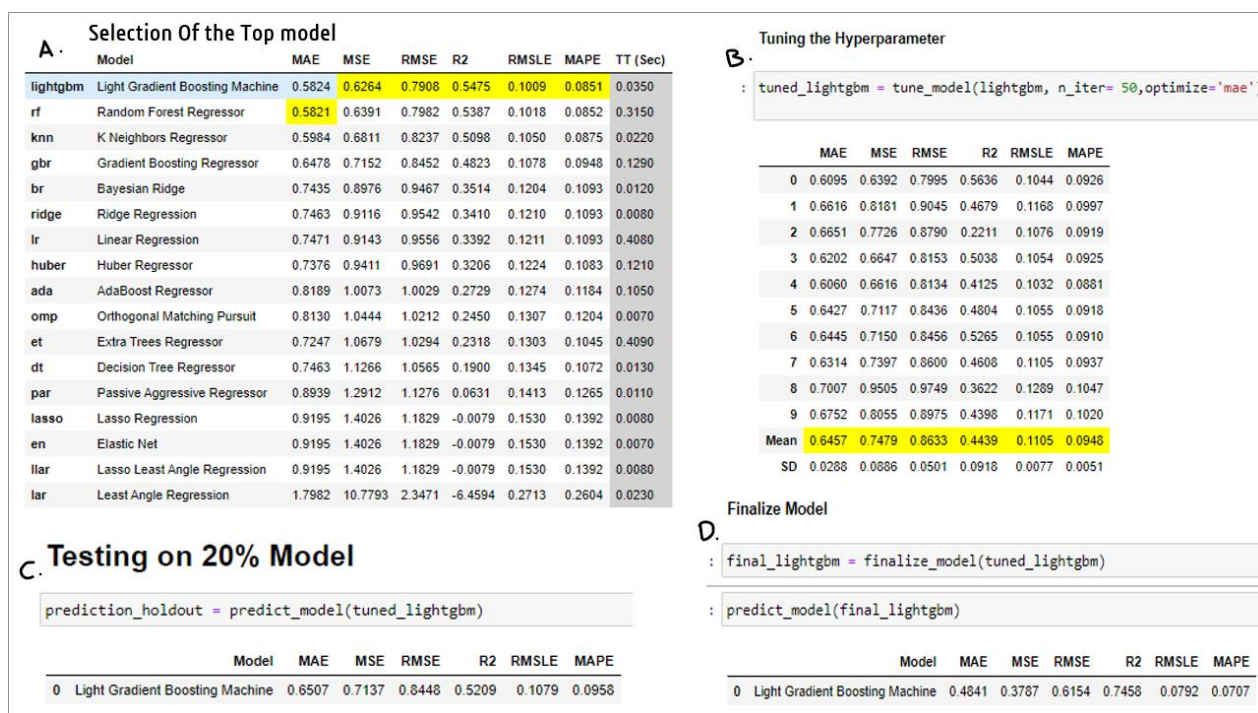 A. Selection Of the Top model
Model MAE MSE RMSE R2 RMSLE MAPE TT (Sec)
lightgbm Light Gradient Boosting Machine 0.5824 0.6264 0.7908 0.5475 0.1009 0.0851 0.0350
rf Random Forest Regressor 0.5821 0.6391 0.7982 0.5387 0.1018 0.0852 0.3150
knn K Neighbors Regressor 0.5984 0.6811 0.8237 0.5098 0.1050 0.0875 0.0220
gbr Gradient Boosting Regressor 0.6478 0.7152 0.8452 0.4823 0.1078 0.0948 0.1290
br Bayesian Ridge 0.7435 0.8976 0.9467 0.3514 0.1204 0.1093 0.0120
ridge Ridge Regression 0.7463 0.9116 0.9542 0.3410 0.1210 0.1093 0.0080
lr Linear Regression 0.7471 0.9143 0.9556 0.3392 0.1211 0.1093 0.4080
huber Huber Regressor 0.7376 0.9411 0.9691 0.3206 0.1224 0.1083 0.1210
ada AdaBoost Regressor 0.8189 1.0073 1.0029 0.2729 0.1274 0.1184 0.1050
omp Orthogonal Matching Pursuit 0.8130 1.0444 1.0212 0.2450 0.1307 0.1204 0.0070
et Extra Trees Regressor 0.7247 1.0679 1.0294 0.2318 0.1303 0.1045 0.4090
dt Decision Tree Regressor 0.7463 1.1266 1.0565 0.1900 0.1345 0.1072 0.0130
par Passive Aggressive Regressor 0.8939 1.2912 1.1276 0.0631 0.1413 0.1265 0.0110
lasso Lasso Regression 0.9195 1.4026 1.1829 -0.0079 0.1530 0.1392 0.0080
en Elastic Net 0.9195 1.4026 1.1829 -0.0079 0.1530 0.1392 0.0070
llar Lasso Least Angle Regression 0.9195 1.4026 1.1829 -0.0079 0.1530 0.1392 0.0080
lar Least Angle Regression 1.7982 10.7793 2.3471 -6.4594 0.2713 0.2604 0.0230
B. Tuning the Hyperparameter
: tuned_lightgbm = tune_model(lightgbm, n_iter= 50,optimize='mae')
MAE MSE RMSE R2 RMSLE MAPE
0 0.6095 0.6392 0.7995 0.5636 0.1044 0.0926
1 0.6616 0.8181 0.9045 0.4679 0.1168 0.0997
2 0.6651 0.7726 0.8790 0.2211 0.1076 0.0919
3 0.6202 0.6647 0.8153 0.5038 0.1054 0.0925
4 0.6060 0.6616 0.8134 0.4125 0.1032 0.0881
5 0.6427 0.7117 0.8436 0.4804 0.1055 0.0918
6 0.6445 0.7150 0.8456 0.5265 0.1055 0.0910
7 0.6314 0.7397 0.8600 0.4608 0.1105 0.0937
8 0.7007 0.9505 0.9749 0.3622 0.1289 0.1047
9 0.6752 0.8055 0.8975 0.4398 0.1171 0.1020
Mean 0.6457 0.7479 0.8633 0.4439 0.1105 0.0948
SD 0.0288 0.0886 0.0501 0.0918 0.0077 0.0051
C. Testing on 20% Model
prediction_holdout = predict_model(tuned_lightgbm)
Model MAE MSE RMSE R2 RMSLE MAPE
0 Light Gradient Boosting Machine 0.6507 0.7137 0.8448 0.5209 0.1079 0.0958
Finalize Model
D.
: final_lightgbm = finalize_model(tuned_lightgbm)
: predict_model(final_lightgbm)
Model MAE MSE RMSE R2 RMSLE MAPE
0 Light Gradient Boosting Machine 0.4841 0.3787 0.6154 0.7458 0.0792 0.0707